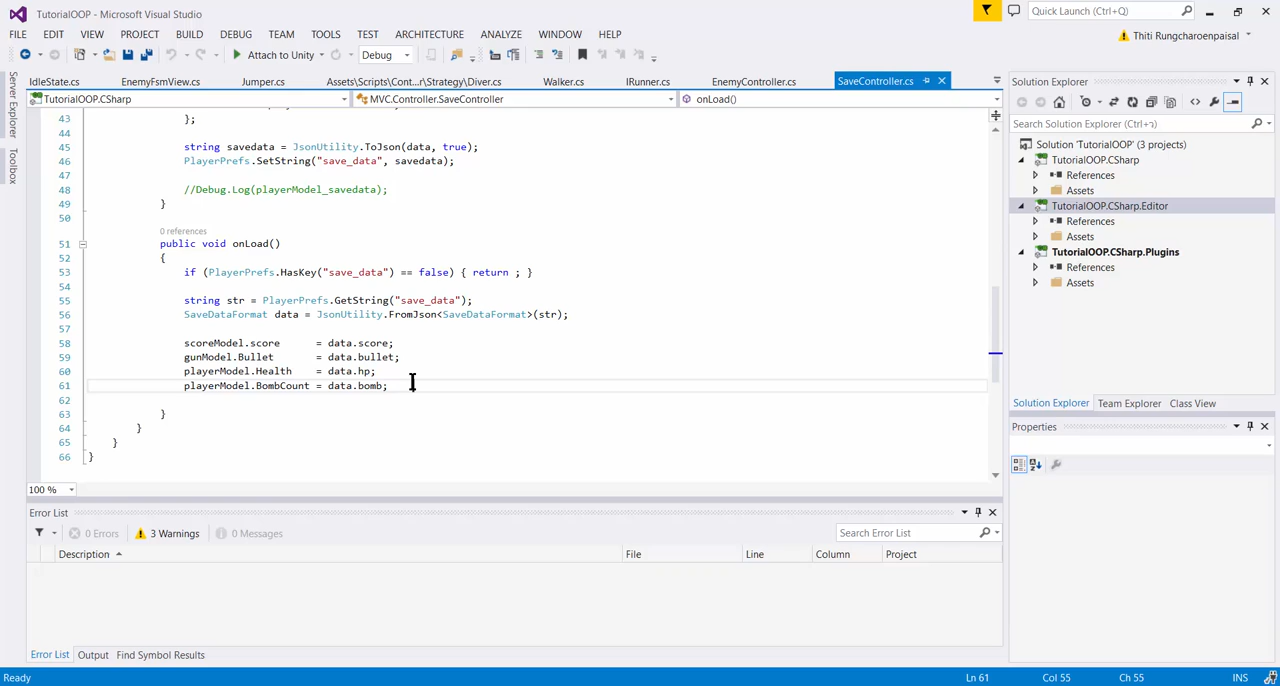 TutorialOOP - Microsoft Visual Studio
Quick Launch (Ctrl+Q)
FILE EDIT VIEW PROJECT BUILD DEBUG TEAM TOOLS TEST ARCHITECTURE ANALYZE WINDOW HELP
Thiti Rungcharoenpaisal
Attach to Unity Debug
Server Explorer
Toolbox
IdleState.cs EnemyFsmView.cs Jumper.cs Assets\Scripts\Cont...r\Strategy\Diver.cs Walker.cs IRunner.cs EnemyController.cs SaveController.cs
TutorialOOP.CSharp MVC.Controller.SaveController onLoad()
43 };
44
45 string savedata = JsonUtility.ToJson(data, true);
46 PlayerPrefs.SetString("save_data", savedata);
47
48 //Debug.Log(playerModel_savedata);
49 }
50
0 references
51 public void onLoad()
52 {
53 if (PlayerPrefs.HasKey("save_data") == false) { return ; }
54
55 string str = PlayerPrefs.GetString("save_data");
56 SaveDataFormat data = JsonUtility.FromJson<SaveDataFormat>(str);
57
58 scoreModel.score = data.score;
59 gunModel.Bullet = data.bullet;
60 playerModel.Health = data.hp;
61 playerModel.BombCount = data.bomb;
62
63 }
64 }
65 }
66 }
100 %
Solution Explorer
Search Solution Explorer (Ctrl+ว)
Solution 'TutorialOOP' (3 projects)
TutorialOOP.CSharp
References
Assets
TutorialOOP.CSharp.Editor
References
Assets
TutorialOOP.CSharp.Plugins
References
Assets
Solution Explorer Team Explorer Class View
Properties
Error List
0 Errors 3 Warnings 0 Messages
Search Error List
Description File Line Column Project
Error List Output Find Symbol Results
Ready Ln 61 Col 55 Ch 55 INS